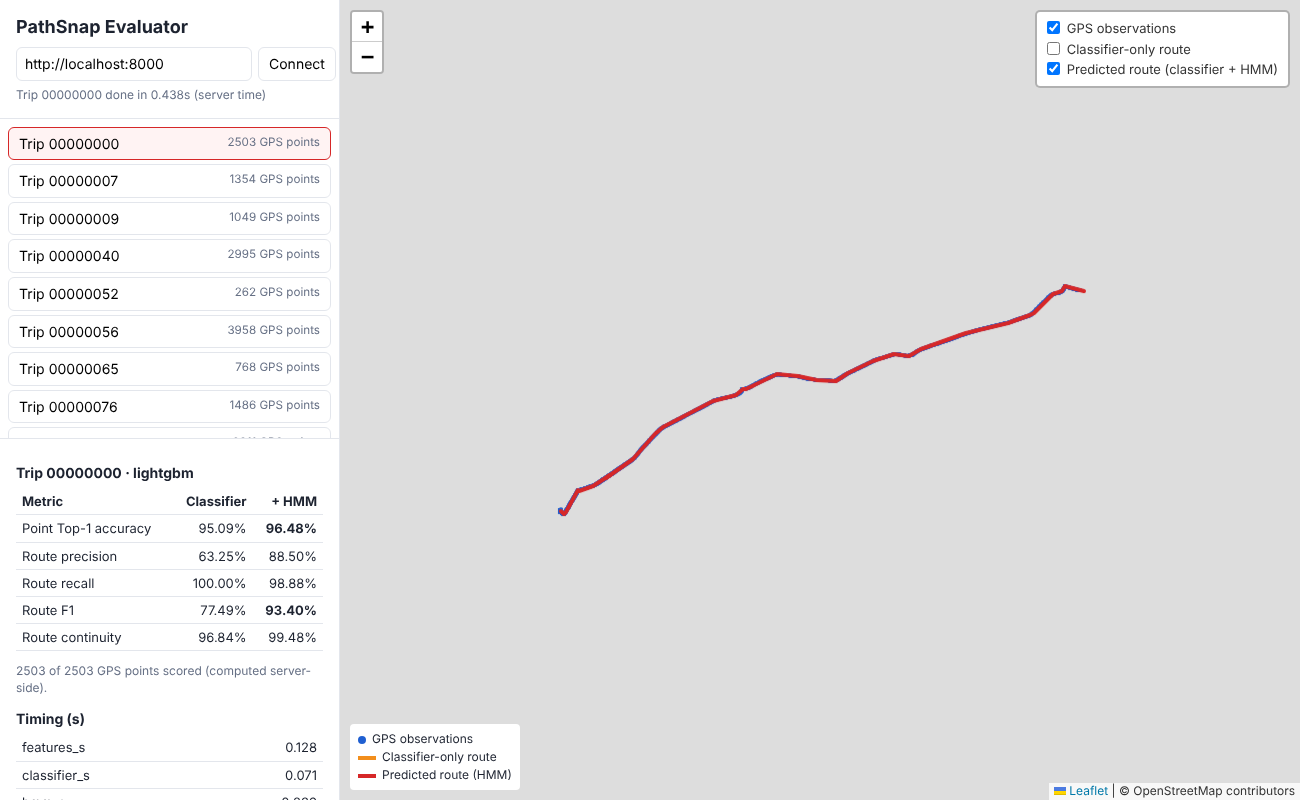 PathSnap Evaluator
http://localhost:8000 Connect
Trip 00000000 done in 0.438s (server time)
Trip 00000000 2503 GPS points
Trip 00000007 1354 GPS points
Trip 00000009 1049 GPS points
Trip 00000040 2995 GPS points
Trip 00000052 262 GPS points
Trip 00000056 3958 GPS points
Trip 00000065 768 GPS points
Trip 00000076 1486 GPS points
Trip 00000000 · lightgbm
Metric Classifier + HMM
Point Top-1 accuracy 95.09% 96.48%
Route precision 63.25% 88.50%
Route recall 100.00% 98.88%
Route F1 77.49% 93.40%
Route continuity 96.84% 99.48%
2503 of 2503 GPS points scored (computed server-
side).
Timing (s)
features_s 0.128
classifier_s 0.071
+
−
GPS observations
Classifier-only route
Predicted route (classifier + HMM)
GPS observations
Classifier-only route
Predicted route (HMM)
Leaflet | © OpenStreetMap contributors